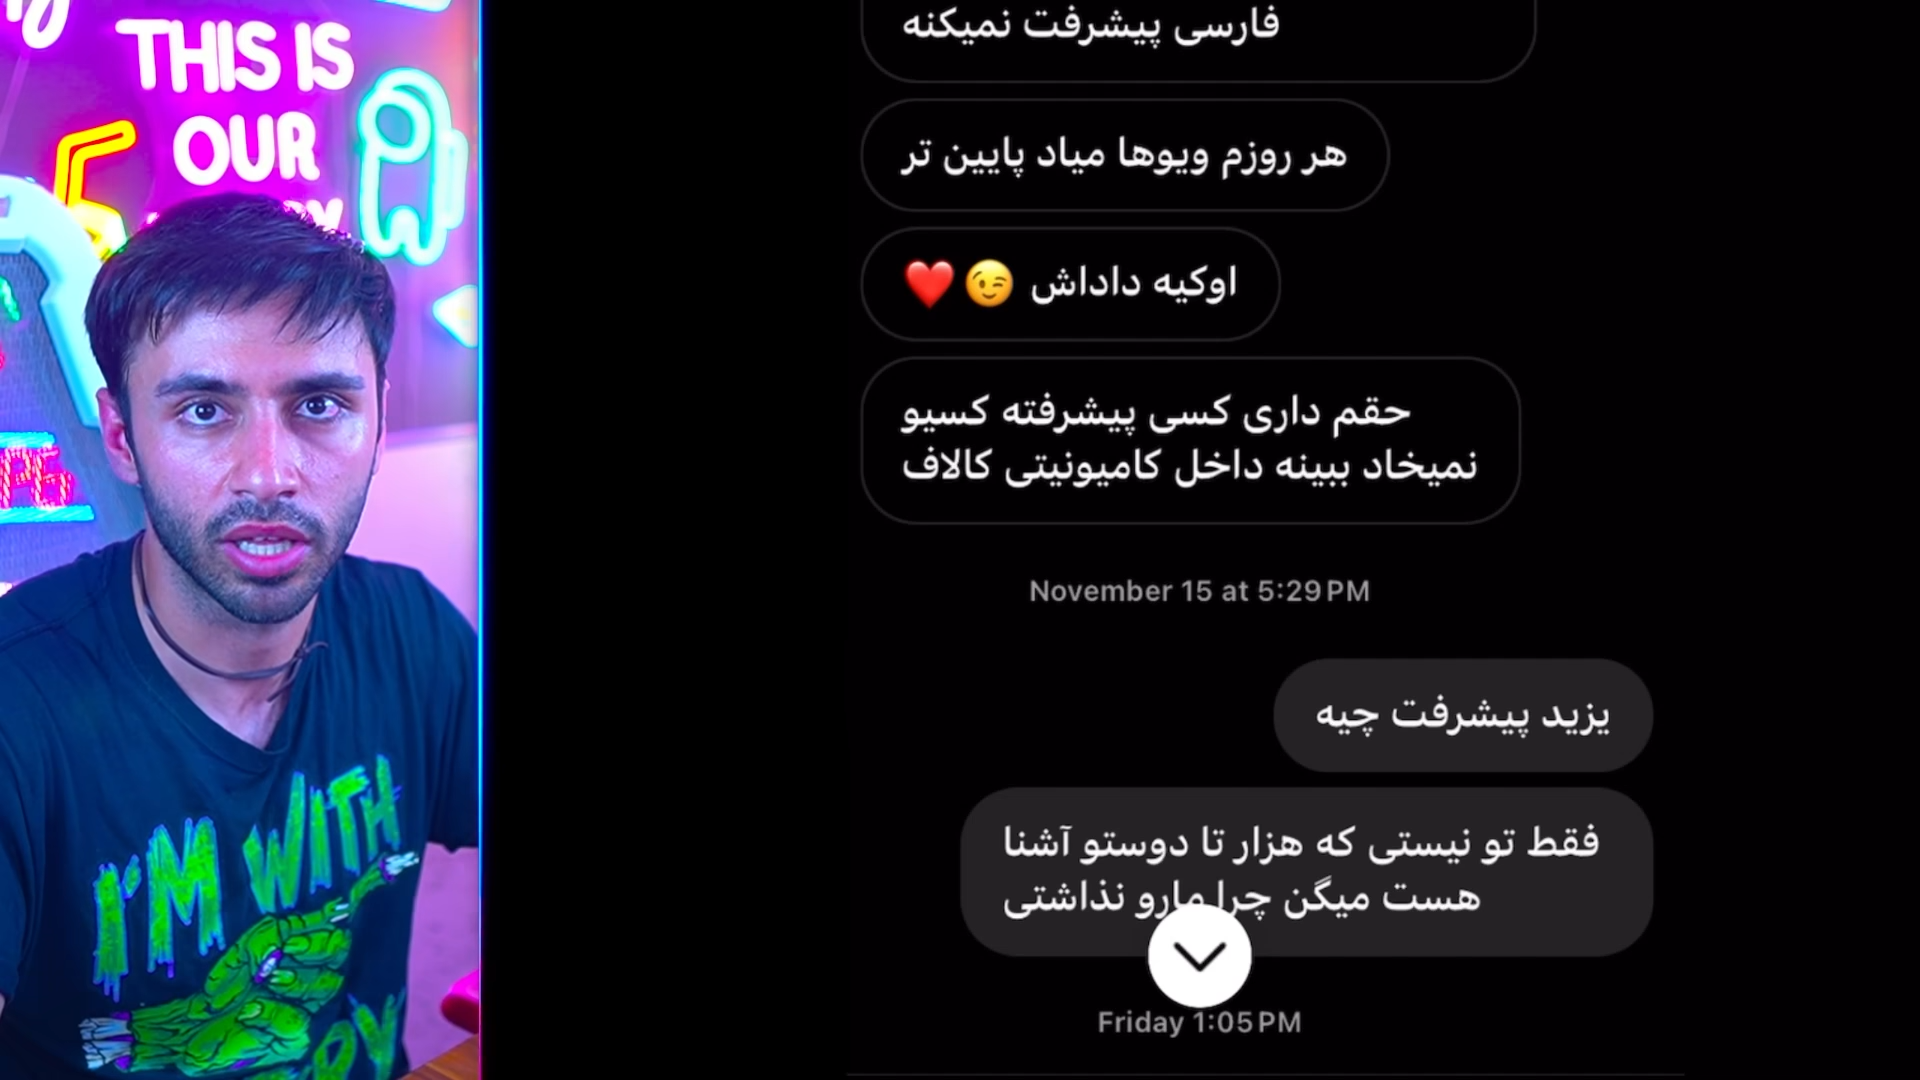 THIS IS
OUR
I'M WITH
فارسی پیشرفت نمیکنه
هر روزم ویوها میاد پایین تر
اوکیه داداش 😉❤️
حقم داری کسی پیشرفته کسیو
نمیخاد ببینه داخل کامیونیتی کالاف
November 15 at 5:29 PM
یزید پیشرفت چیه
فقط تو نیستی که هزار تا دوستو آشنا
هست میگن چرا مارو نذاشتی
Friday 1:05 PM